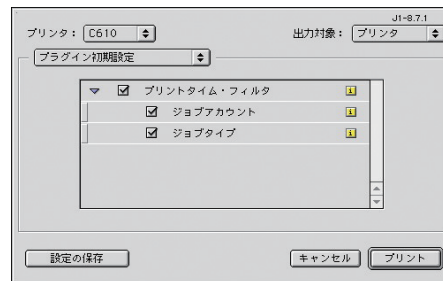 J1-8.7.1
プリンタ： C610 出力対象： プリンタ
プラグイン初期設定
プリントタイム・フィルタ
ジョブアカウント
ジョブタイプ
設定の保存 キャンセル プリント